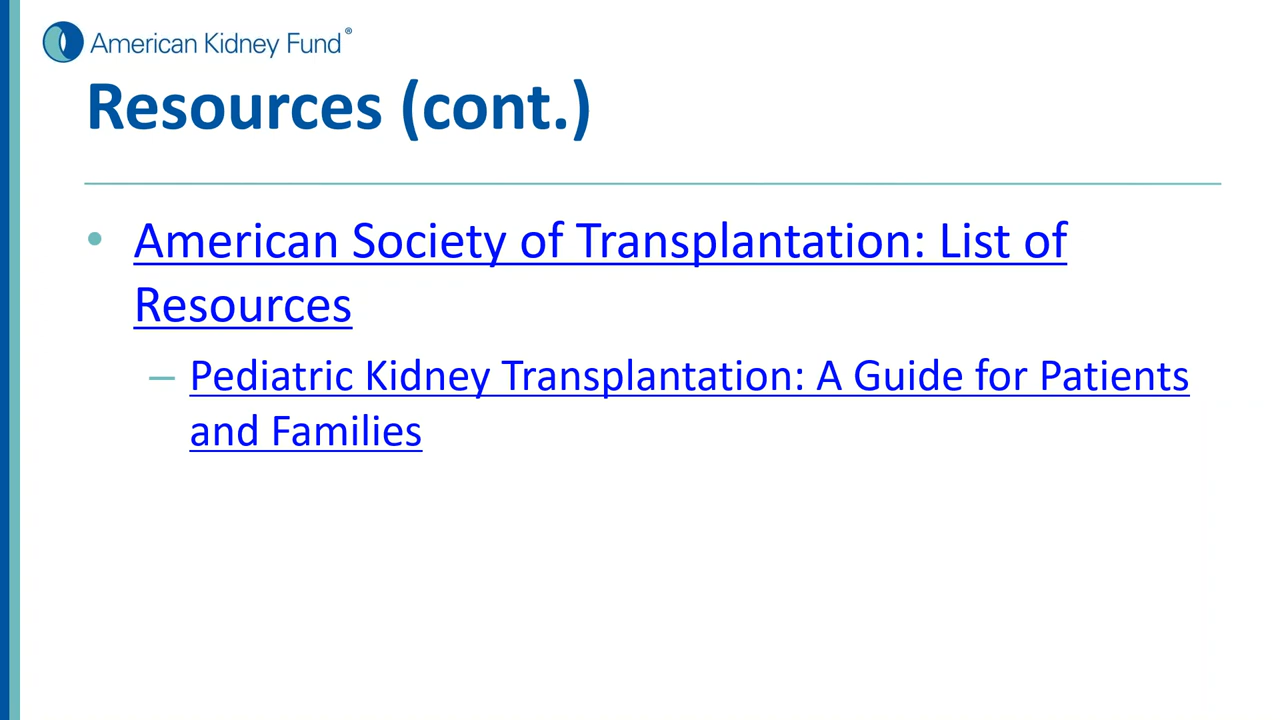 American Kidney Fund®
Resources (cont.)
• American Society of Transplantation: List of
Resources
– Pediatric Kidney Transplantation: A Guide for Patients
and Families